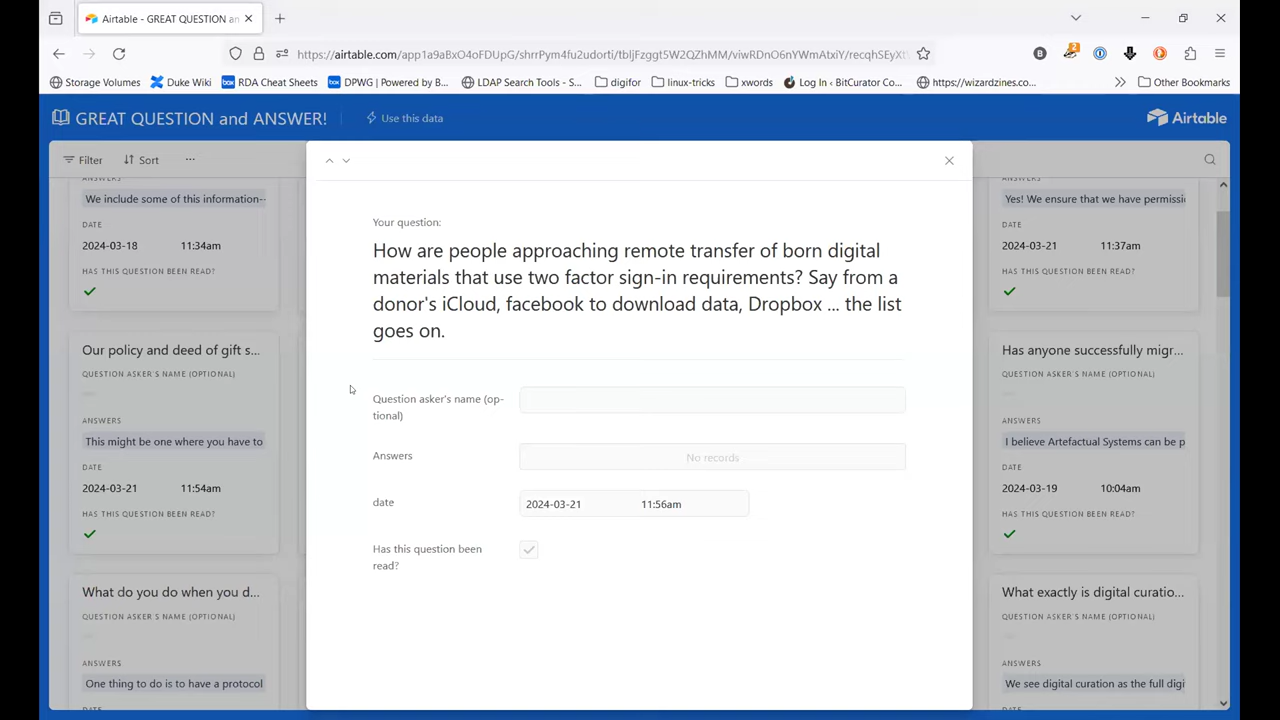 Airtable - GREAT QUESTION an
https://airtable.com/app1a9aBxO4oFDUpG/shrrPym4fu2udorti/tbljFzggt5W2QZhMM/viwRDnO6nYWmAtxiY/recqhSEyXt
2
Storage Volumes
Duke Wiki
RDA Cheat Sheets
DPWG | Powered by B...
LDAP Search Tools - S...
digifor
linux-tricks
xwords
Log In ‹ BitCurator Co...
https://wizardzines.co...
Other Bookmarks
GREAT QUESTION and ANSWER!
Use this data
Airtable
Filter
Sort
...
ANSWERS
We include some of this information--
DATE
2024-03-18 11:34am
HAS THIS QUESTION BEEN READ?
Our policy and deed of gift s...
QUESTION ASKER'S NAME (OPTIONAL)
ANSWERS
This might be one where you have to
DATE
2024-03-21 11:54am
HAS THIS QUESTION BEEN READ?
What do you do when you d...
QUESTION ASKER'S NAME (OPTIONAL)
ANSWERS
One thing to do is to have a protocol
DATE
Your question:
How are people approaching remote transfer of born digital
materials that use two factor sign-in requirements? Say from a
donor's iCloud, facebook to download data, Dropbox ... the list
goes on.
Question asker's name (op-
tional)
Answers
No records
date
2024-03-21 11:56am
Has this question been
read?
ANSWERS
Yes! We ensure that we have permissi
DATE
2024-03-21 11:37am
HAS THIS QUESTION BEEN READ?
Has anyone successfully migr...
QUESTION ASKER'S NAME (OPTIONAL)
ANSWERS
I believe Artefactual Systems can be p
DATE
2024-03-19 10:04am
HAS THIS QUESTION BEEN READ?
What exactly is digital curatio...
QUESTION ASKER'S NAME (OPTIONAL)
ANSWERS
We see digital curation as the full digi
DATE